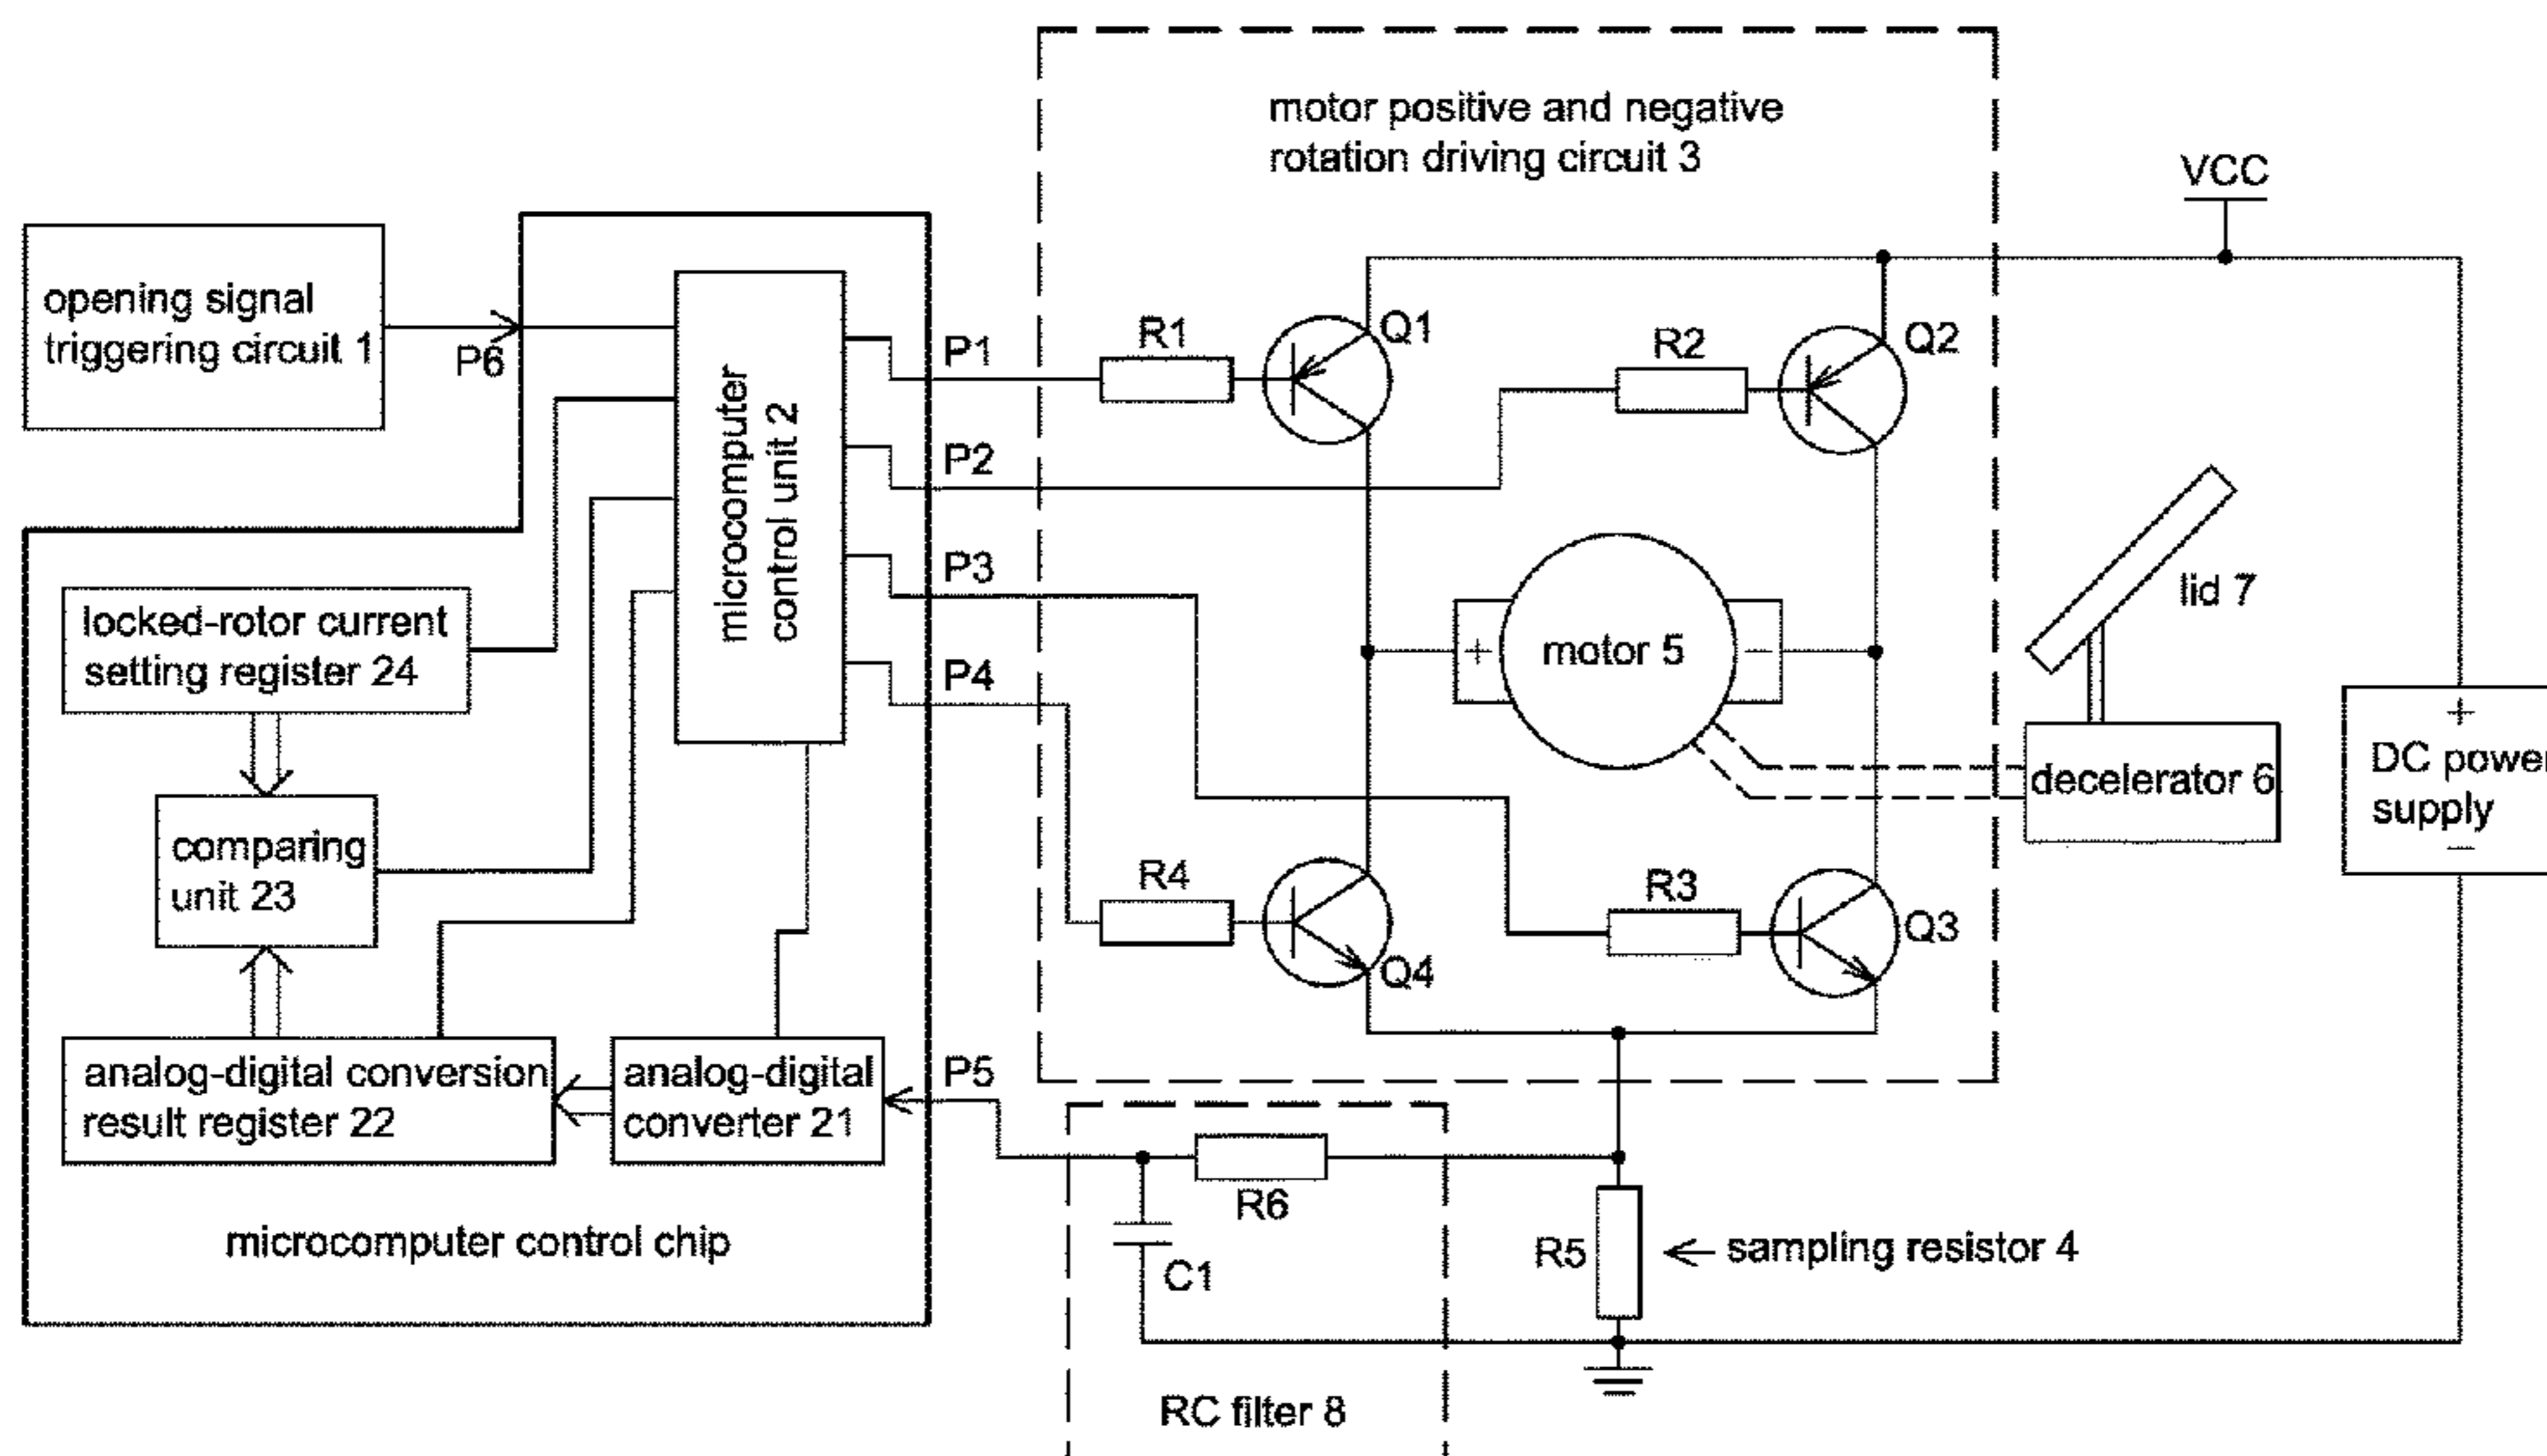 motor positive and negative
rotation driving circuit 3
VCC
opening signal
triggering circuit 1
P6
microcomputer
control unit 2
P1
R1
Q1
R2
Q2
P2
P3
P4
locked-rotor current
setting register 24
+
motor 5
−
lid 7
decelerator 6
+
DC power
supply
−
comparing
unit 23
R4
Q4
R3
Q3
analog-digital conversion
result register 22
analog-digital
converter 21
P5
R6
C1
R5
sampling resistor 4
microcomputer control chip
RC filter 8